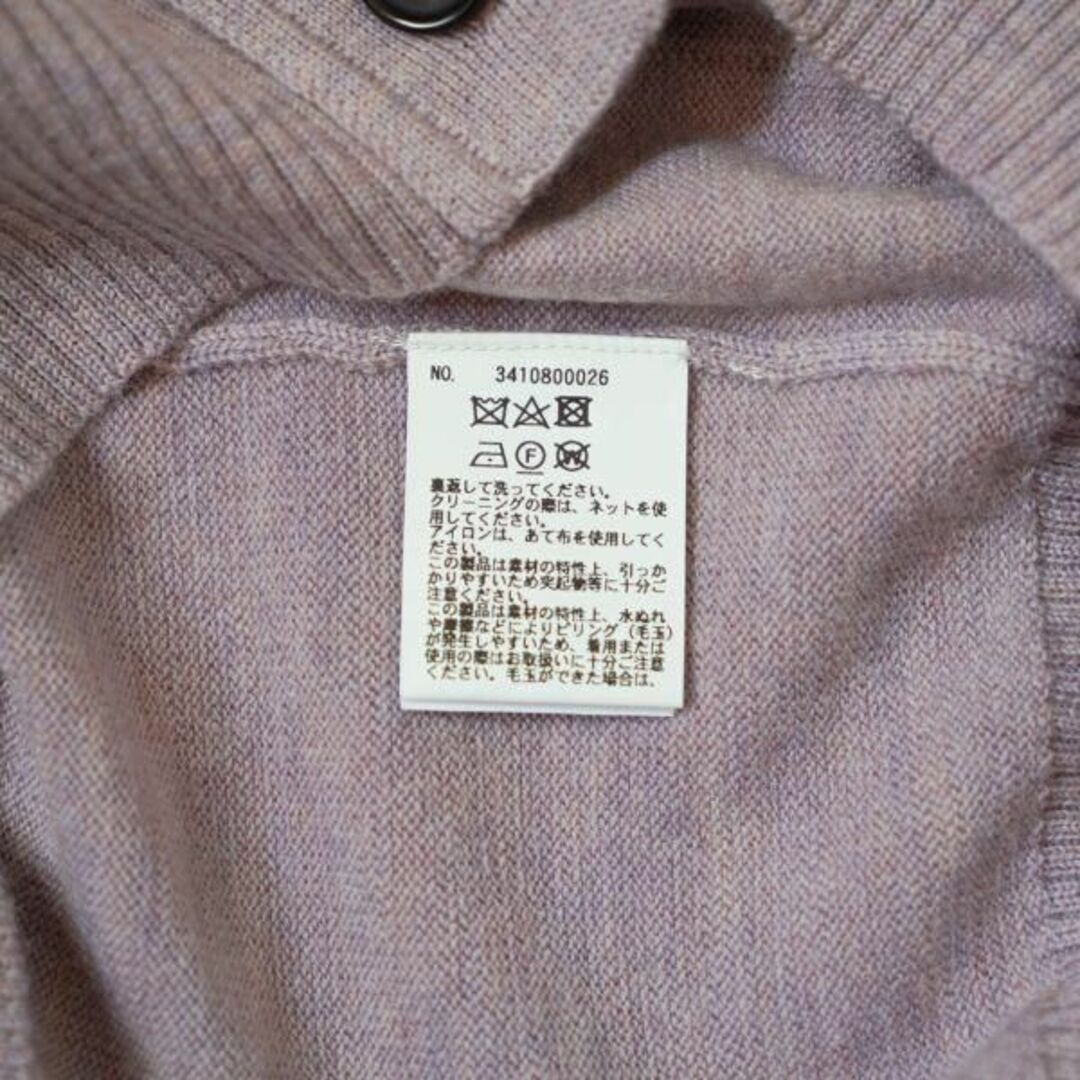 NO. 3410800026
F
W
裏返して洗ってください。
クリーニングの際は、ネットを使
用してください。
アイロンは、あて布を使用してく
ださい。
この製品は素材の特性上、引っか
かりやすいため突起物等に十分ご
注意ください。
この製品は素材の特性上、水ぬれ
や摩擦などによりピリング(毛玉)
が発生しやすいため、着用または
使用の際はお取扱いに十分ご注意
ください。毛玉ができた場合は、